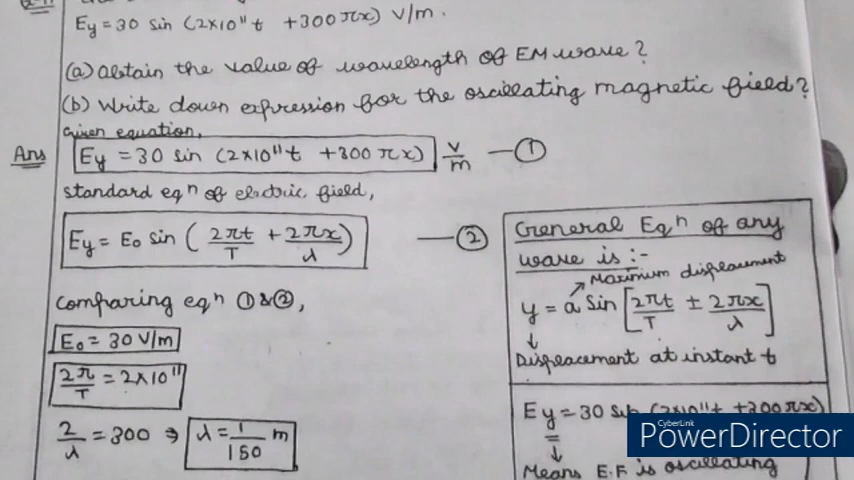 Ey = 30 sin (2×10¹¹t + 300πx) V/m.
(a) Obtain the value of wavelength of EM wave?
(b) Write down expression for the oscillating magnetic field?
Given equation,
Ans Ey = 30 sin (2×10¹¹t + 300πx) V/m —①
standard eqⁿ of electric field,
Ey = E₀ sin (2πt/T + 2πx/λ) —②
comparing eqⁿ ①&②,
E₀ = 30 V/m
2π/T = 2×10¹¹
2/λ = 300 ⇒ λ = 1/150 m
General Eqⁿ of any
wave is :-
Maximum displacement
y = a Sin [2πt/T ± 2πx/λ]
Displacement at instant t
Ey = 30 sin (2×10¹¹t + 300πx)
Means E.F is oscillating
CyberLink
PowerDirector